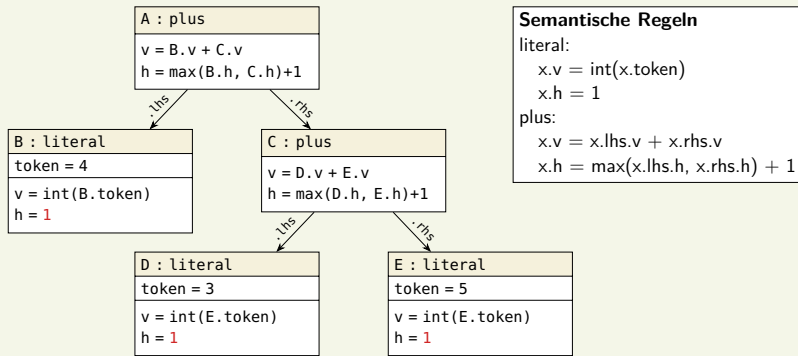 A : plus
v = B.v + C.v
h = max(B.h, C.h)+1
.lhs
.rhs
B : literal
token = 4
v = int(B.token)
h = 1
C : plus
v = D.v + E.v
h = max(D.h, E.h)+1
.lhs
.rhs
D : literal
token = 3
v = int(E.token)
h = 1
E : literal
token = 5
v = int(E.token)
h = 1
Semantische Regeln
literal:
x.v = int(x.token)
x.h = 1
plus:
x.v = x.lhs.v + x.rhs.v
x.h = max(x.lhs.h, x.rhs.h) + 1